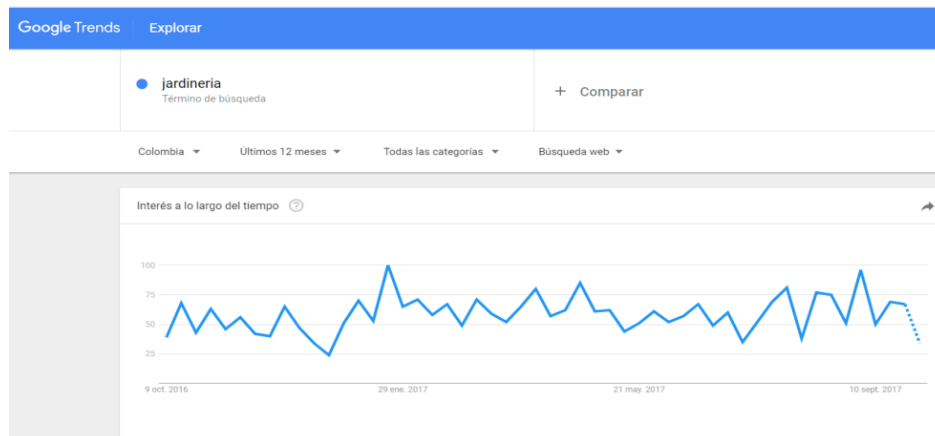 Google Trends Explorar
jardineria
Término de búsqueda
+ Comparar
Colombia Últimos 12 meses Todas las categorías Búsqueda web
Interés a lo largo del tiempo ?
100
75
50
25
9 oct. 2016 29 ene. 2017 21 may. 2017 10 sept. 2017